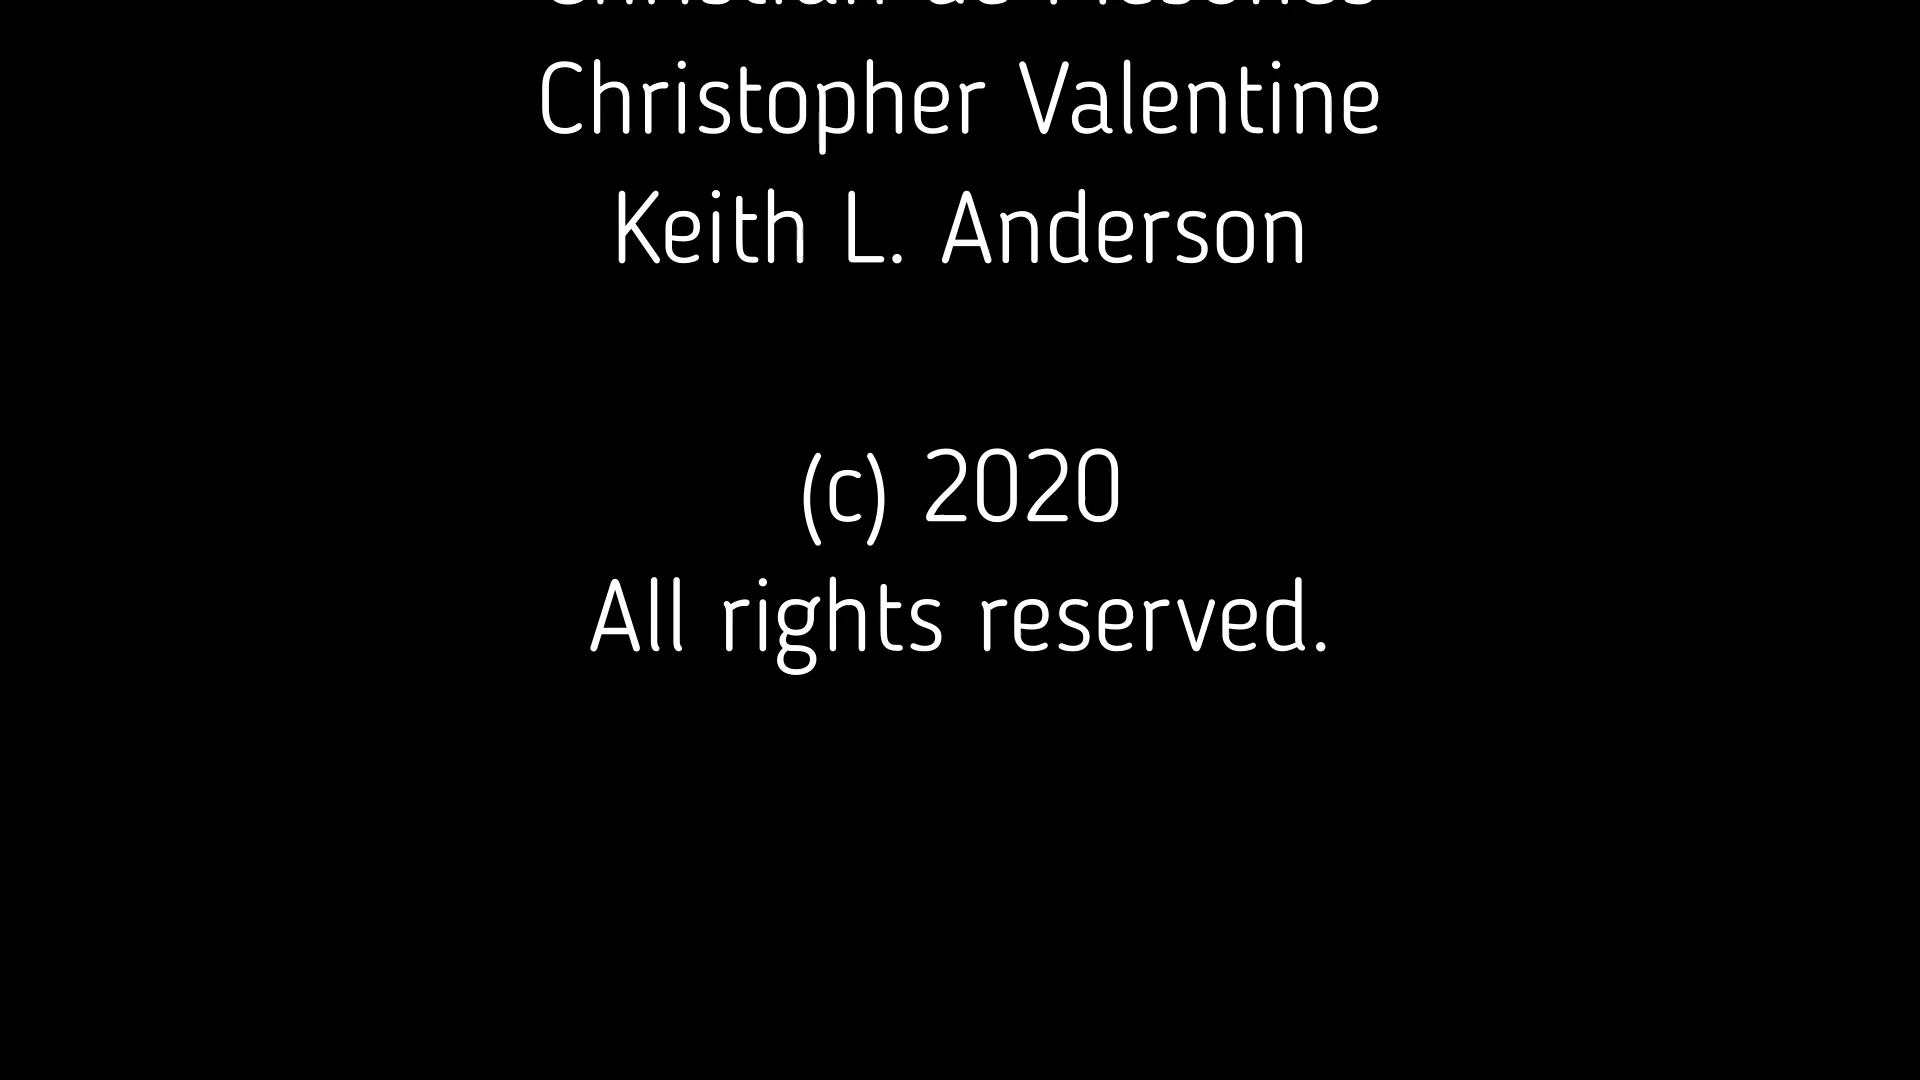 Christopher Valentine
Keith L. Anderson
(c) 2020
All rights reserved.